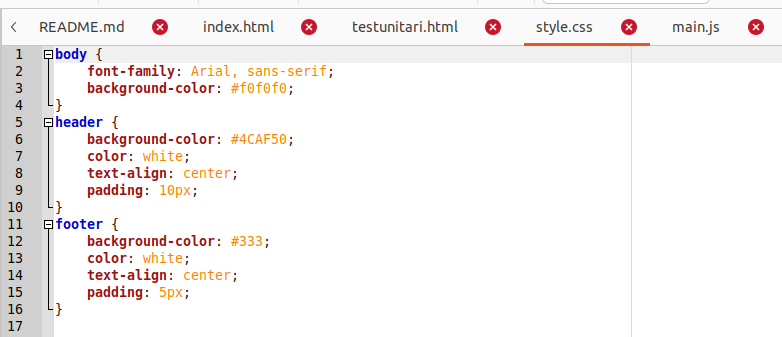 README.md index.html testunitari.html style.css main.js
1 body {
2     font-family: Arial, sans-serif;
3     background-color: #f0f0f0;
4 }
5 header {
6     background-color: #4CAF50;
7     color: white;
8     text-align: center;
9     padding: 10px;
10 }
11 footer {
12     background-color: #333;
13     color: white;
14     text-align: center;
15     padding: 5px;
16 }
17